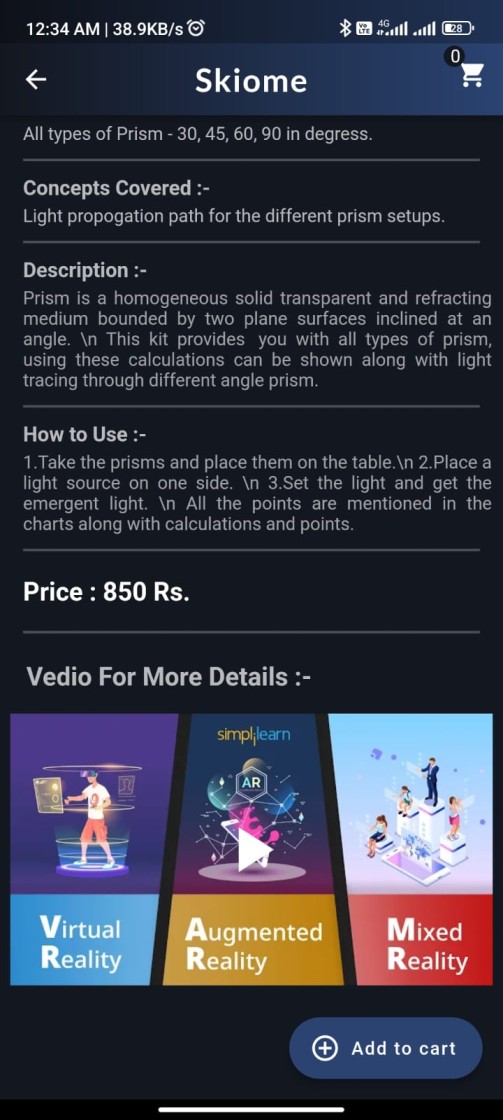 12:34 AM | 38.9KB/s
Vo LTE 4G 28
Skiome
0
All types of Prism - 30, 45, 60, 90 in degress.
Concepts Covered :-
Light propogation path for the different prism setups.
Description :-
Prism is a homogeneous solid transparent and refracting
medium bounded by two plane surfaces inclined at an
angle. \n This kit provides you with all types of prism,
using these calculations can be shown along with light
tracing through different angle prism.
How to Use :-
1.Take the prisms and place them on the table.\n 2.Place a
light source on one side. \n 3.Set the light and get the
emergent light. \n All the points are mentioned in the
charts along with calculations and points.
Price : 850 Rs.
Vedio For More Details :-
simplilearn
AR
Virtual
Reality
Augmented
Reality
Mixed
Reality
Add to cart